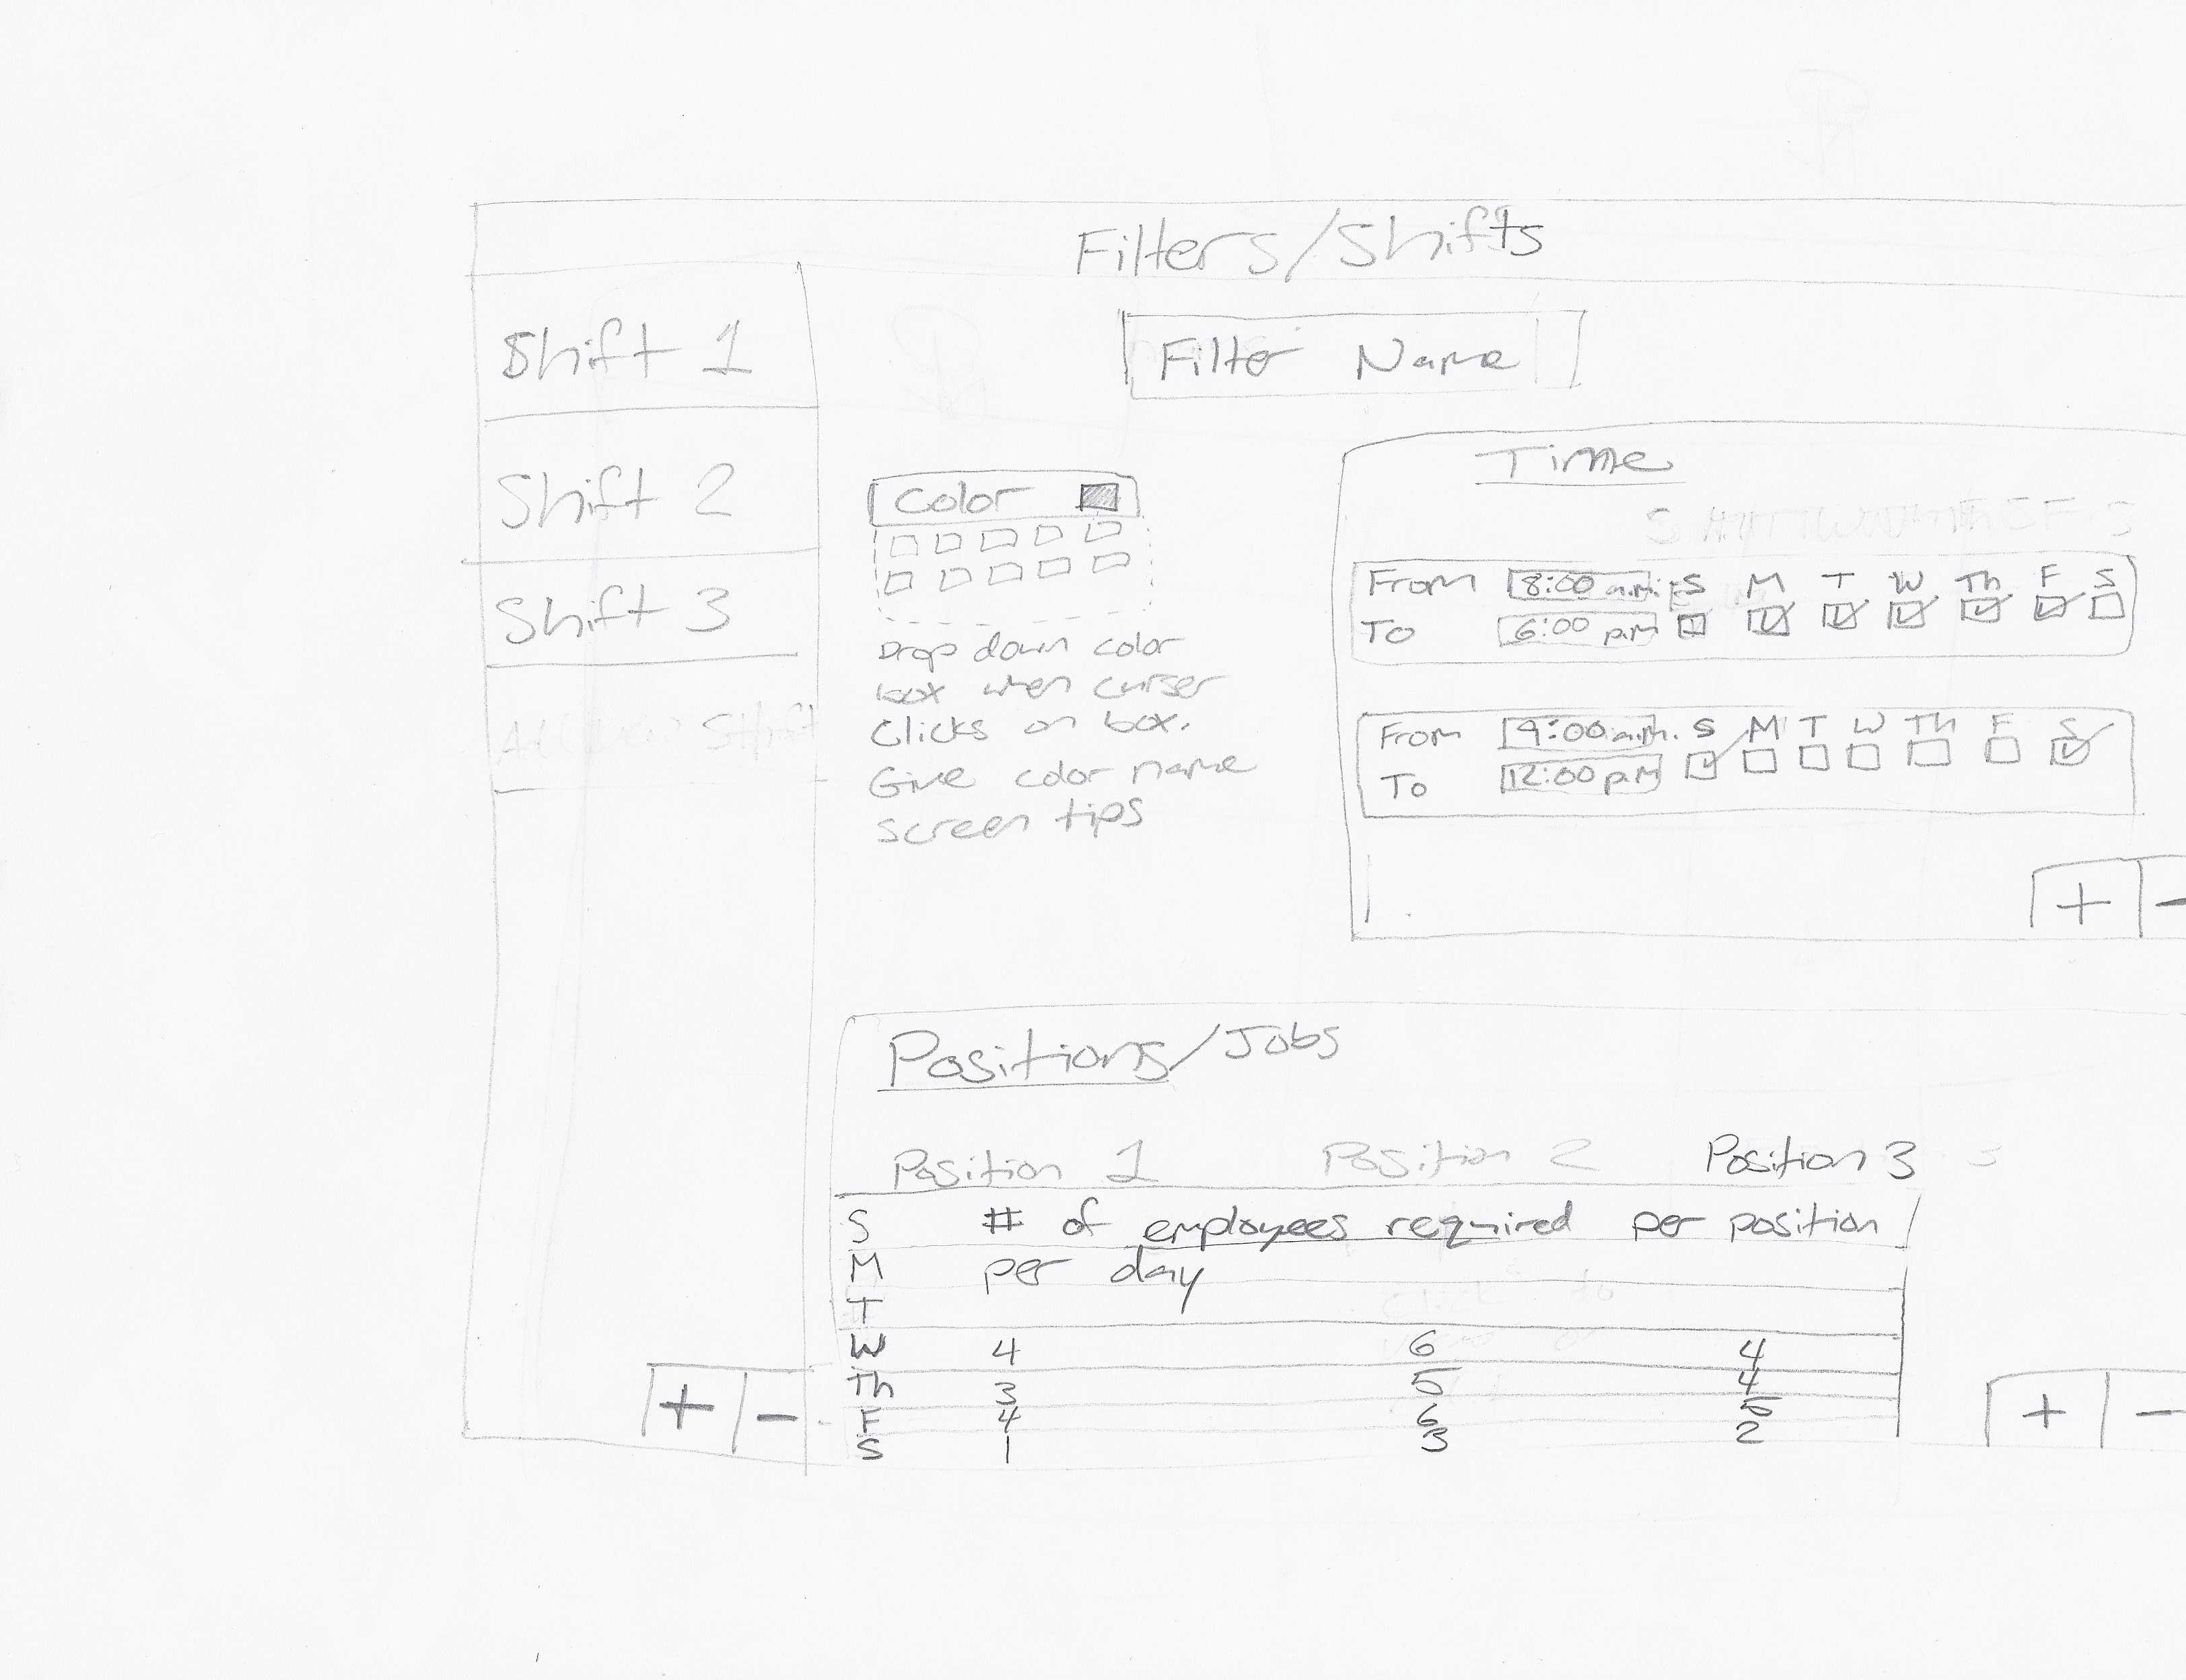 Filters/Shifts
Shift 1
Shift 2
Shift 3
Filter Name
Color
Drop down color
box when curser
Clicks on box.
Give color name
screen tips
Time
From 8:00 a.m. S M T W Th F S
To 6:00 p.m
From 9:00 a.m. S M T W Th F S
To 12:00 p.m
+ -
Positions/Jobs
Position 1 Position 2 Position 3
S # of employees required per position
M per day
T
W 4 6 4
Th 3 5 4
F 4 6 5
S 1 3 2
+ -
+ -